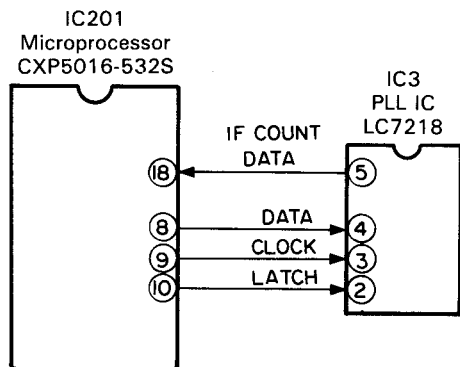 IC201
Microprocessor
CXP5016-532S
IC3
PLL IC
LC7218
IF COUNT
DATA
18
5
DATA
8
4
CLOCK
9
3
LATCH
10
2